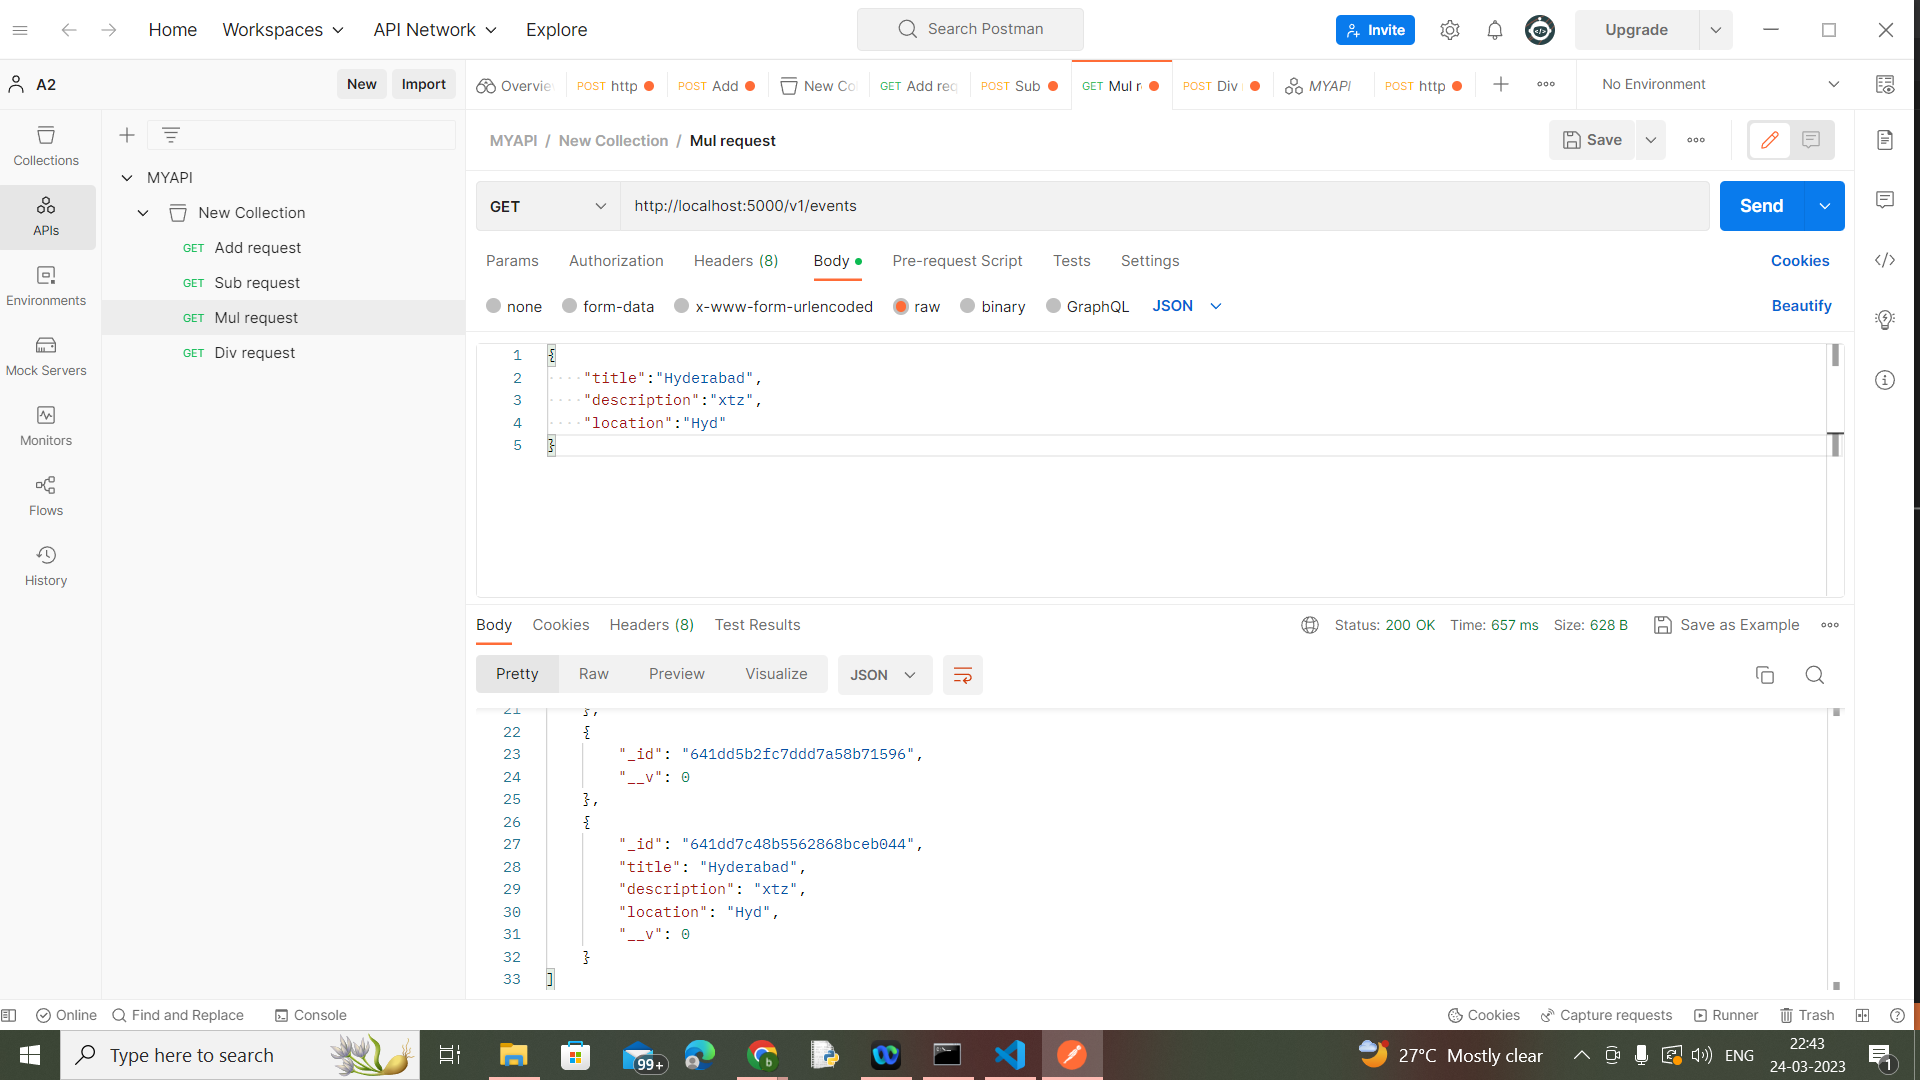 Home Workspaces API Network Explore Search Postman Invite Upgrade
A2 New Import Overvie POST http POST Add New Co GET Add req POST Sub GET Mul r POST Div MYAPI POST http No Environment
MYAPI / New Collection / Mul request Save
Collections
MYAPI
New Collection
GET Add request
GET Sub request
GET Mul request
GET Div request
APIs
Environments
Mock Servers
Monitors
Flows
History
GET http://localhost:5000/v1/events Send
Params Authorization Headers (8) Body Pre-request Script Tests Settings Cookies
none form-data x-www-form-urlencoded raw binary GraphQL JSON Beautify
1 {
2 "title":"Hyderabad",
3 "description":"xtz",
4 "location":"Hyd"
5 }
Body Cookies Headers (8) Test Results Status: 200 OK Time: 657 ms Size: 628 B Save as Example
Pretty Raw Preview Visualize JSON
21 },
22 {
23 "_id": "641dd5b2fc7ddd7a58b71596",
24 "__v": 0
25 },
26 {
27 "_id": "641dd7c48b5562868bceb044",
28 "title": "Hyderabad",
29 "description": "xtz",
30 "location": "Hyd",
31 "__v": 0
32 }
33 ]
Online Find and Replace Console Cookies Capture requests Runner Trash
Type here to search 99+ b 27°C Mostly clear ENG 22:43
24-03-2023 1